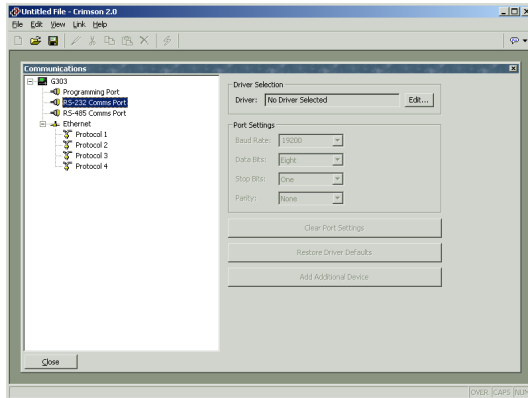 Untitled File - Crimson 2.0
File Edit View Link Help
Communications
G303
Programming Port
RS-232 Comms Port
RS-485 Comms Port
Ethernet
Protocol 1
Protocol 2
Protocol 3
Protocol 4
Driver Selection
Driver: No Driver Selected Edit...
Port Settings
Baud Rate: 19200
Data Bits: Eight
Stop Bits: One
Parity: None
Clear Port Settings
Restore Driver Defaults
Add Additional Device
Close
OVER CAPS NUM